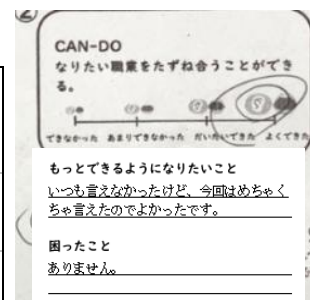 ②
CAN-DO
なりたい職業をたずね合うことができ
る。
できなかった あまりできなかった だいたいできた よくできた
もっとできるようになりたいこと
いつも言えなかったけど、今回はめちゃく
ちゃ言えたのでよかったです。
困ったこと
ありません。